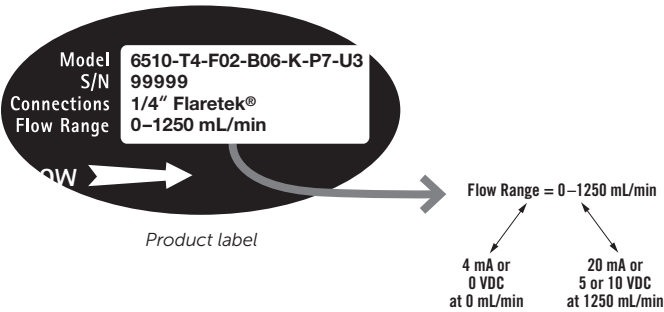 Model 6510-T4-F02-B06-K-P7-U3
S/N 99999
Connections 1/4″ Flaretek®
Flow Range 0–1250 mL/min
Product label
Flow Range = 0–1250 mL/min
4 mA or
0 VDC
at 0 mL/min
20 mA or
5 or 10 VDC
at 1250 mL/min